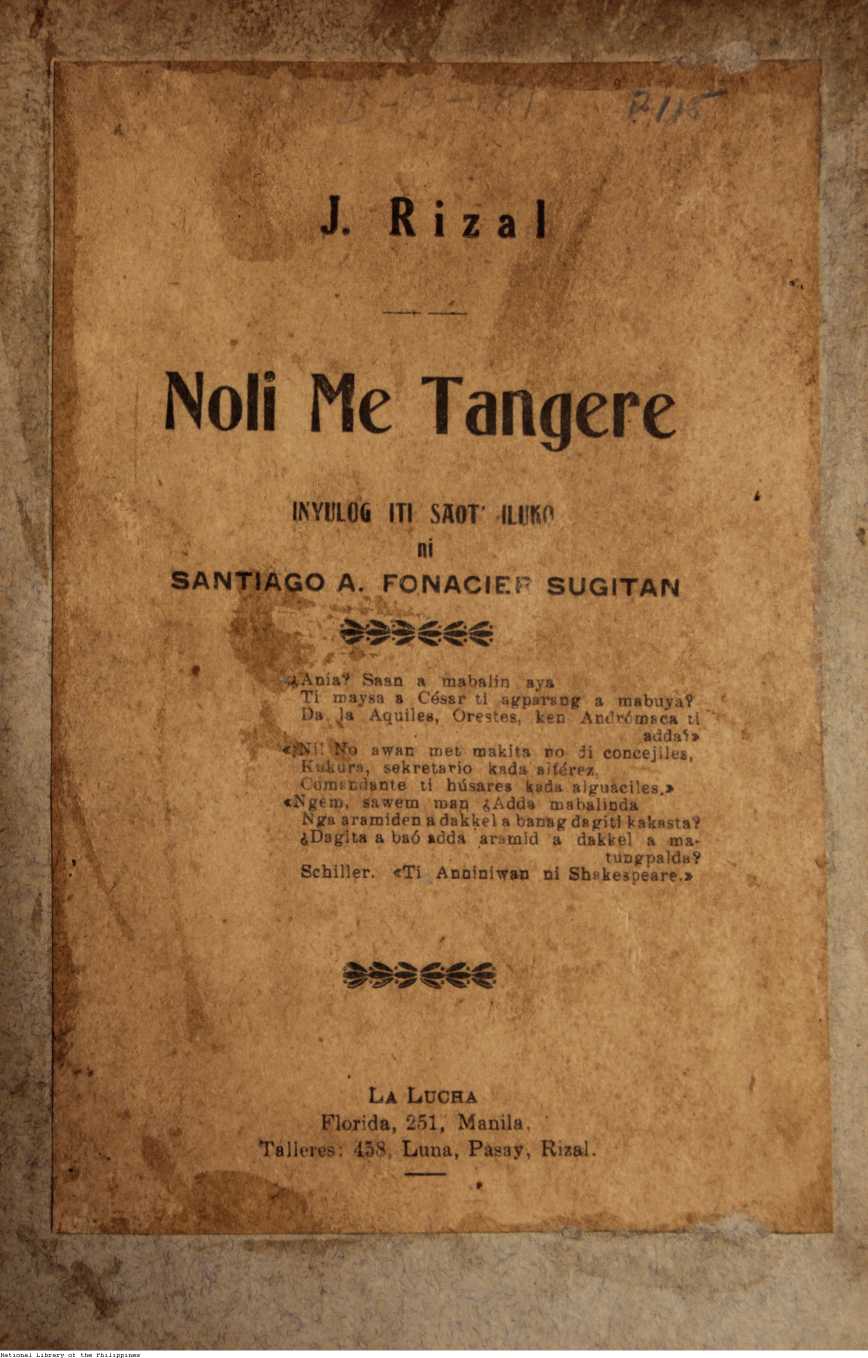 P 115
J. Rizal
Noli Me Tangere
INYULOG ITI SAOT' ILUKO
ni
SANTIAGO A. FONACIER SUGITAN
«¿Ania? Saan a mabalin aya
Ti maysa a César ti agparang a mabuya?
Da la Aquiles, Orestes, ken Andrómaca ti
adda?»
«¡Ni! No awan met makita no di concejiles,
Kukura, sekretario kada alférez,
Comandante ti húsares kada alguaciles.»
«Ngem, sawem man ¿Adda mabalinda
Nga aramiden a dakkel a banag dagiti kakasta?
¿Dagita a baó adda aramid a dakkel a ma-
tungpalda?
Schiller. «Ti Anniniwan ni Shakespeare.»
LA LUCHA
Florida, 251, Manila.
Talleres: 458, Luna, Pasay, Rizal.
National Library of the Philippines